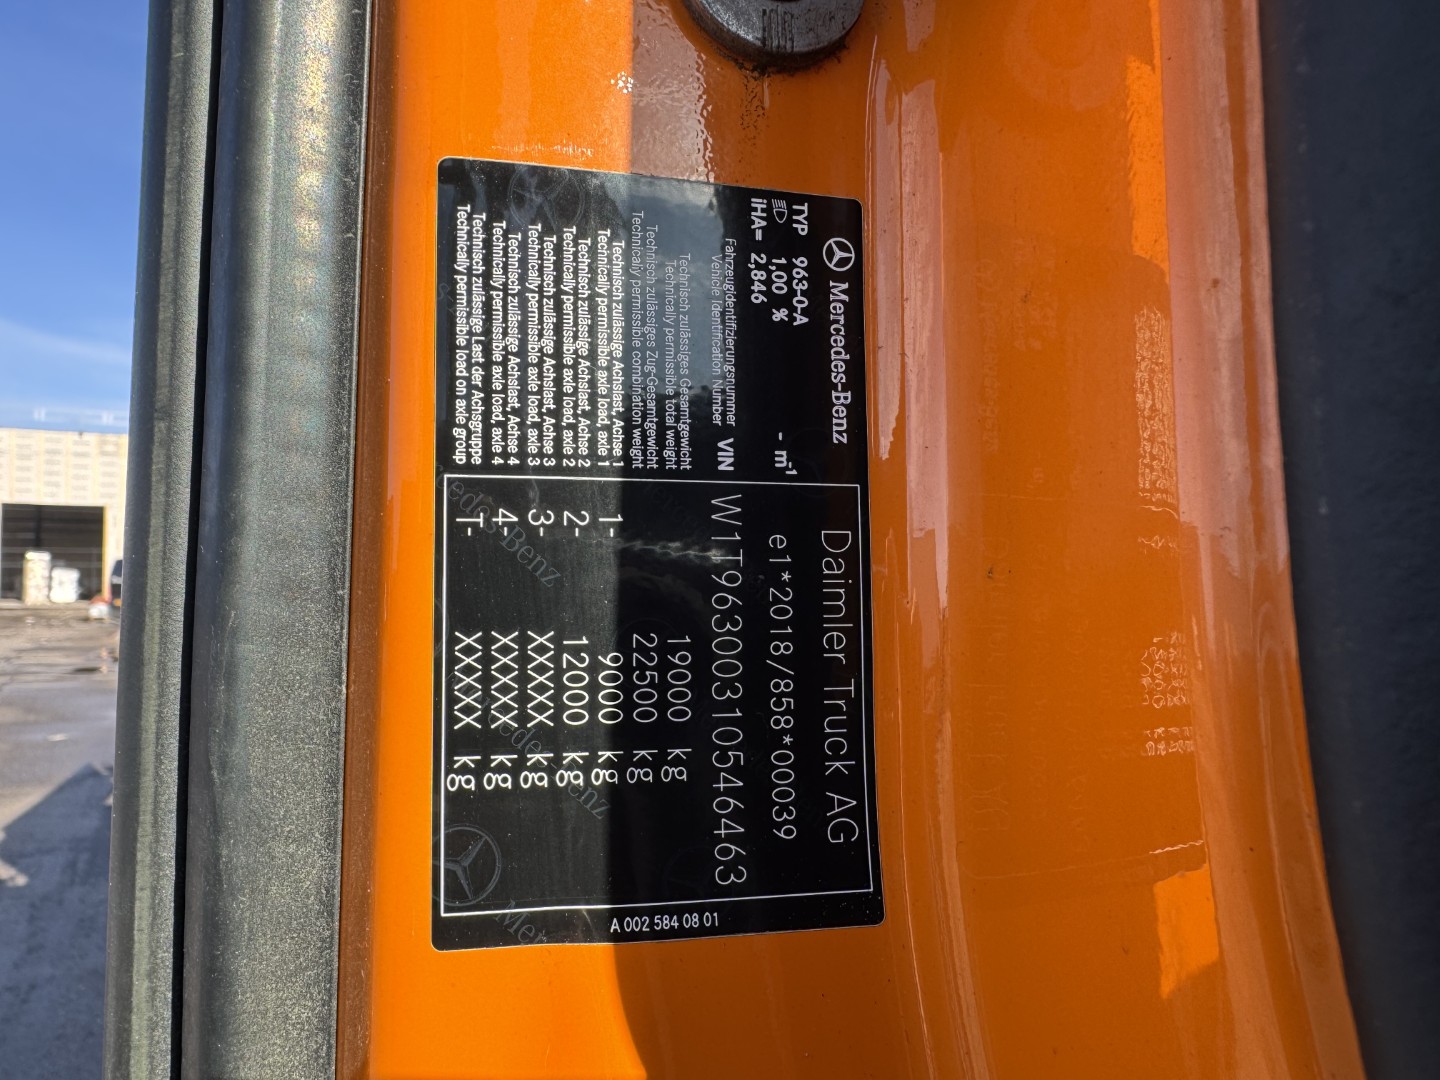 Mercedes-Benz
Daimler Truck AG
TYP 963-0-A
1,00 %
- m-1
e1*2018/858*00039
iHA= 2,846
Fahrzeugidentifizierungsnummer
Vehicle Identification Number
VIN
W1T96300310546463
Technisch zulässiges Gesamtgewicht
Technically permissible total weight
19000 kg
Technisch zulässiges Zug-Gesamtgewicht
Technically permissible combination weight
22500 kg
Technisch zulässige Achslast, Achse 1
Technically permissible axle load, axle 1
1- 9000 kg
Technisch zulässige Achslast, Achse 2
Technically permissible axle load, axle 2
2- 12000 kg
Technisch zulässige Achslast, Achse 3
Technically permissible axle load, axle 3
3- XXXXX kg
Technisch zulässige Achslast, Achse 4
Technically permissible axle load, axle 4
4- XXXXX kg
Technisch zulässige Last der Achsgruppe
Technically permissible load on axle group
T- XXXXX kg
A 002 584 08 01